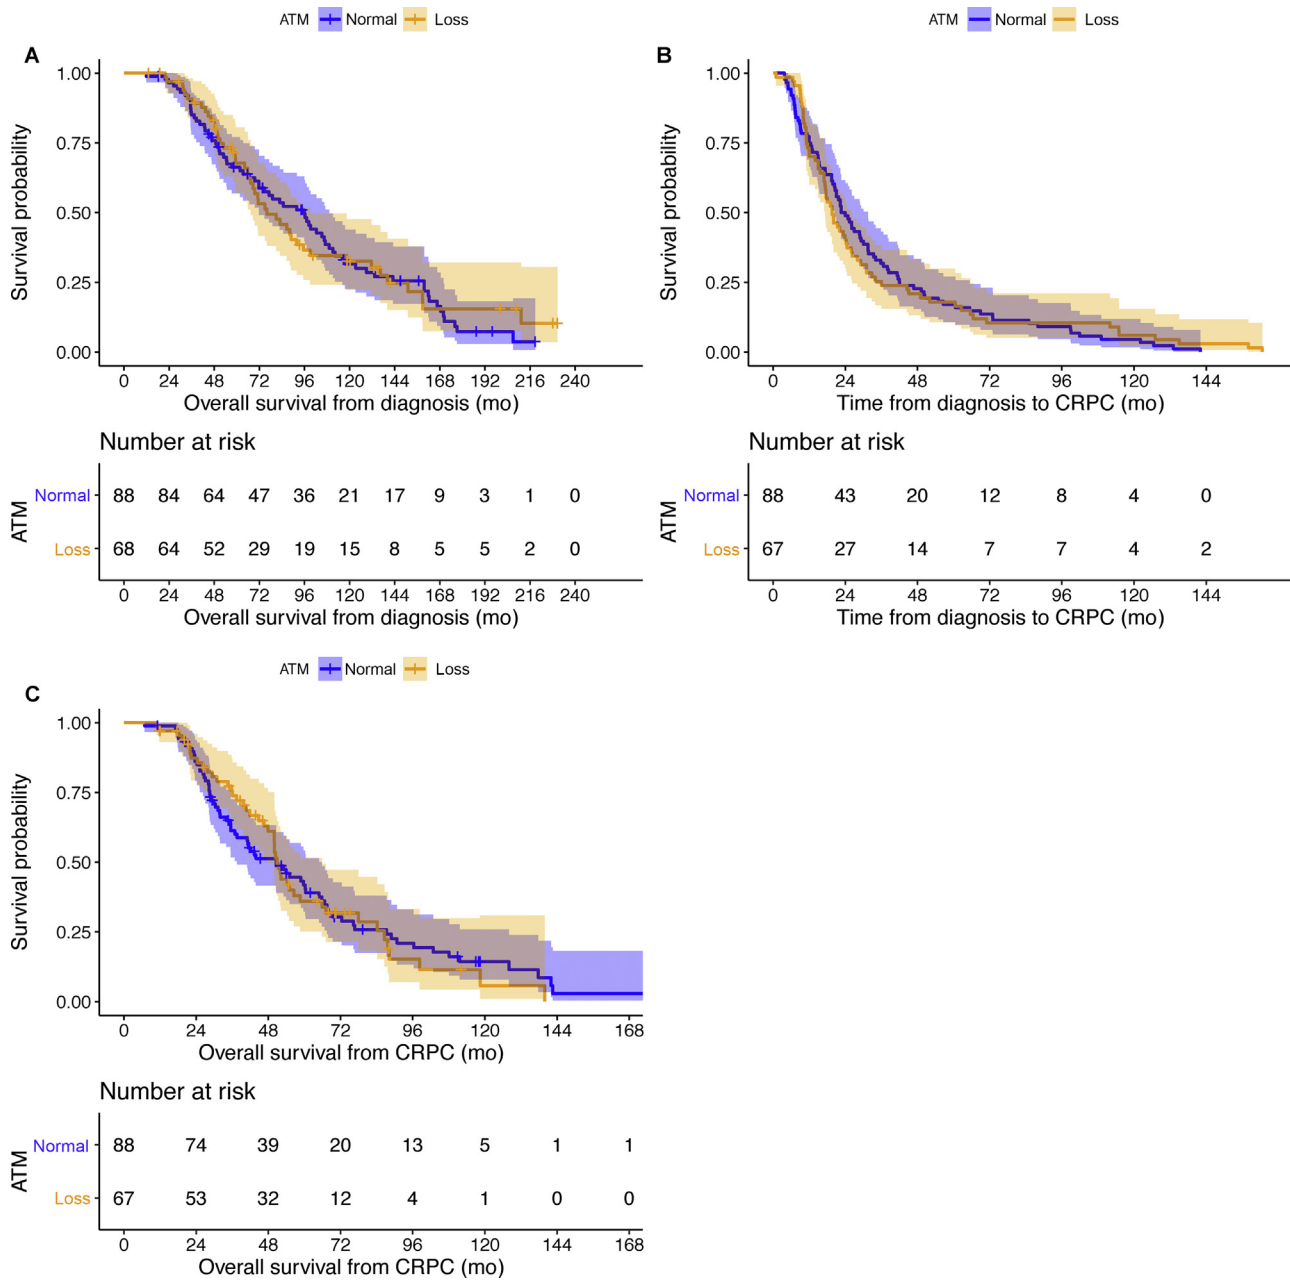 ATM Normal Loss
A
1.00
0.75
0.50
0.25
0.00
Survival probability
0 24 48 72 96 120 144 168 192 216 240
Overall survival from diagnosis (mo)
Number at risk
ATM
Normal 88 84 64 47 36 21 17 9 3 1 0
Loss 68 64 52 29 19 15 8 5 5 2 0
0 24 48 72 96 120 144 168 192 216 240
Overall survival from diagnosis (mo)
ATM Normal Loss
B
1.00
0.75
0.50
0.25
0.00
Survival probability
0 24 48 72 96 120 144
Time from diagnosis to CRPC (mo)
Number at risk
ATM
Normal 88 43 20 12 8 4 0
Loss 67 27 14 7 7 4 2
0 24 48 72 96 120 144
Time from diagnosis to CRPC (mo)
ATM Normal Loss
C
1.00
0.75
0.50
0.25
0.00
Survival probability
0 24 48 72 96 120 144 168
Overall survival from CRPC (mo)
Number at risk
ATM
Normal 88 74 39 20 13 5 1 1
Loss 67 53 32 12 4 1 0 0
0 24 48 72 96 120 144 168
Overall survival from CRPC (mo)